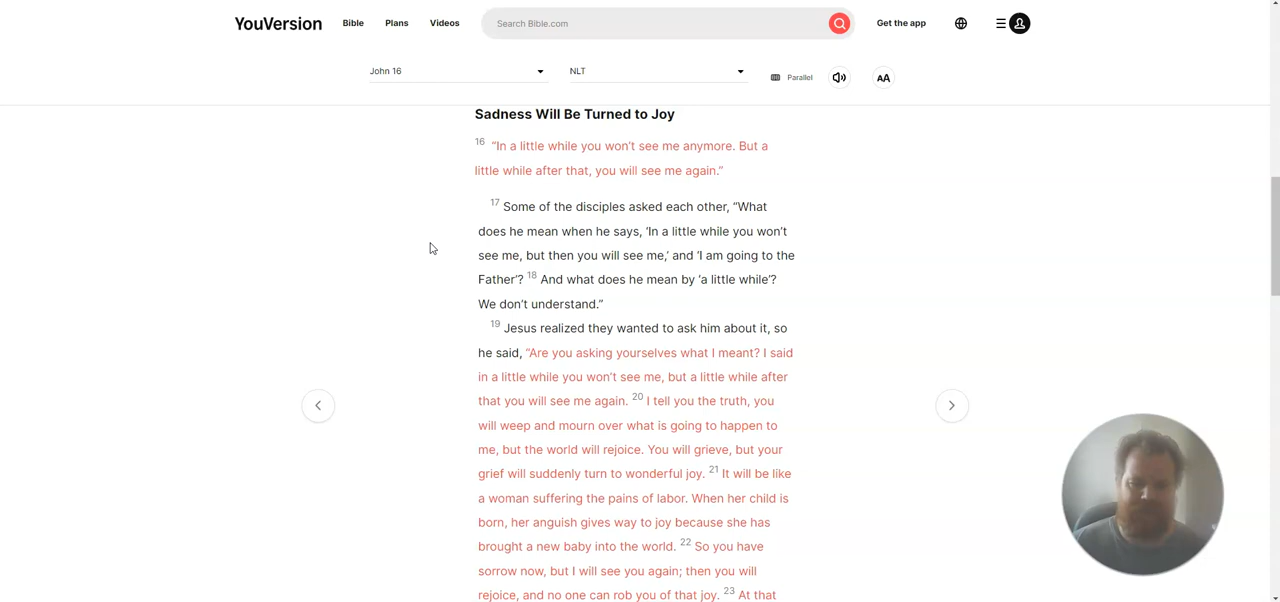 YouVersion Bible Plans Videos Search Bible.com Get the app
John 16 NLT Parallel AA
Sadness Will Be Turned to Joy
16 “In a little while you won’t see me anymore. But a
little while after that, you will see me again.”
17 Some of the disciples asked each other, “What
does he mean when he says, ‘In a little while you won’t
see me, but then you will see me,’ and ‘I am going to the
Father’? 18 And what does he mean by ‘a little while’?
We don’t understand.”
19 Jesus realized they wanted to ask him about it, so
he said, “Are you asking yourselves what I meant? I said
in a little while you won’t see me, but a little while after
that you will see me again. 20 I tell you the truth, you
will weep and mourn over what is going to happen to
me, but the world will rejoice. You will grieve, but your
grief will suddenly turn to wonderful joy. 21 It will be like
a woman suffering the pains of labor. When her child is
born, her anguish gives way to joy because she has
brought a new baby into the world. 22 So you have
sorrow now, but I will see you again; then you will
rejoice, and no one can rob you of that joy. 23 At that